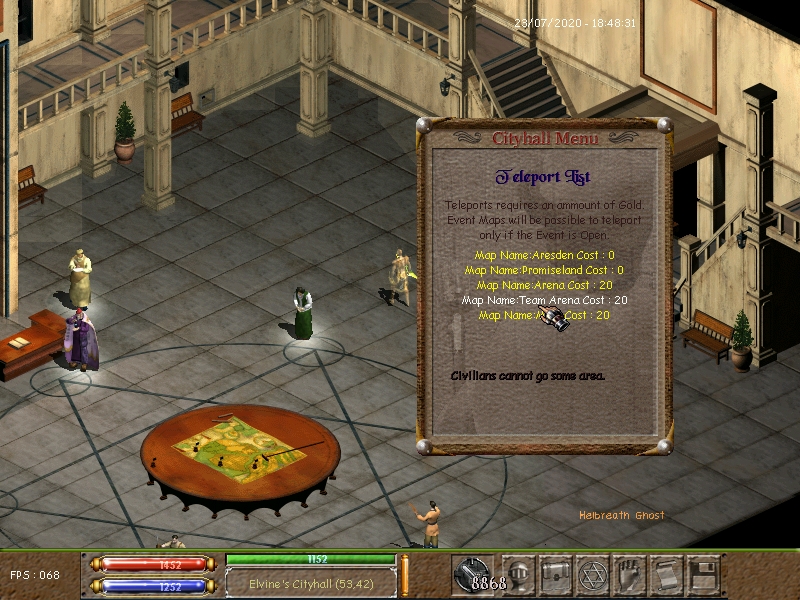 23/07/2020 - 18:48:31
Cityhall Menu
Teleport List
Teleports requires an ammount of Gold.
Event Maps will be passible to teleport
only if the Event is Open.
Map Name:Aresden Cost : 0
Map Name:Promiseland Cost : 0
Map Name:Arena Cost : 20
Map Name:Team Arena Cost : 20
Map Name: Cost : 20
Civilians cannot go some area.
Helbreath Ghost
FPS : 068
1452
1252
1152
Elvine's Cityhall (53,42)
8868